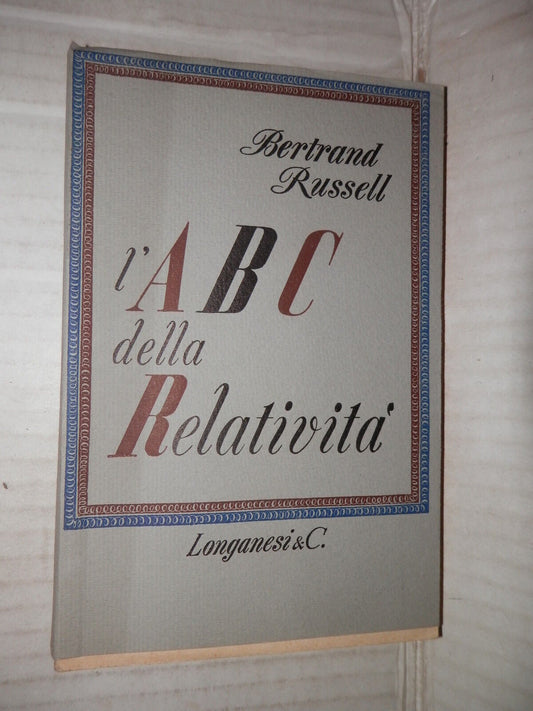 Bertrand
Russell
l'ABC
della
Relatività
Longanesi & C.